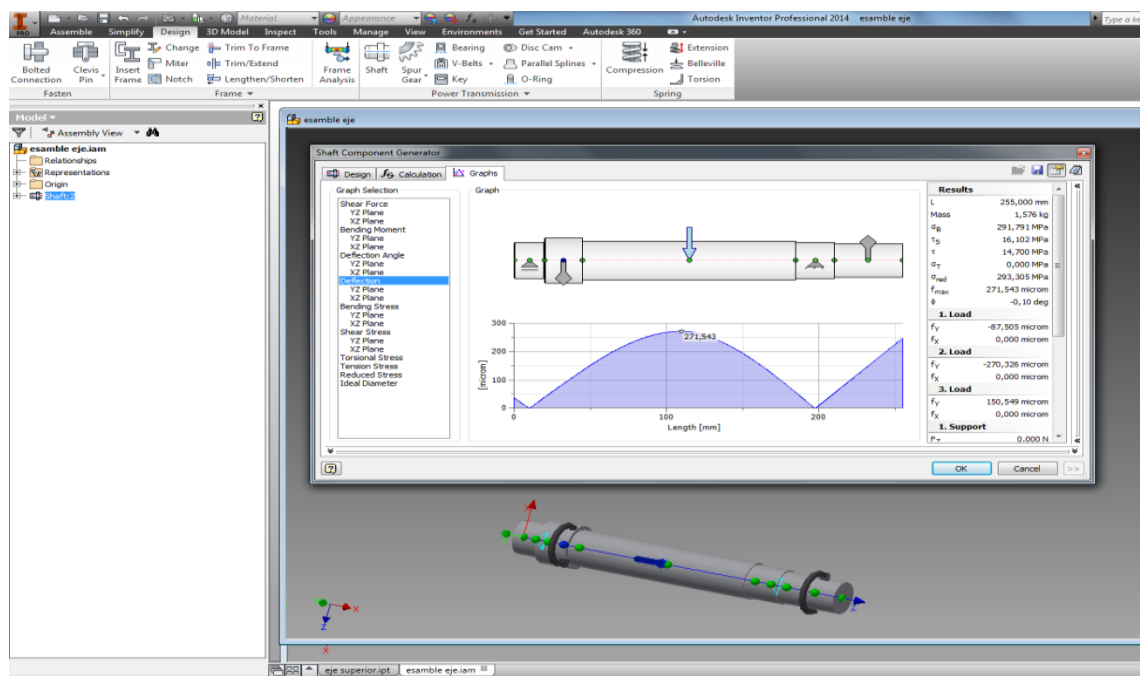 PRO
Material
Appearance
Autodesk Inventor Professional 2014 esamble eje
Type a ke
Assemble Simplify Design 3D Model Inspect Tools Manage View Environments Get Started Autodesk 360
Bolted Connection
Clevis Pin
Insert Frame
Change
Miter
Notch
Trim To Frame
Trim/Extend
Lengthen/Shorten
Frame Analysis
Shaft
Spur Gear
Bearing
V-Belts
Key
Disc Cam
Parallel Splines
O-Ring
Compression
Extension
Belleville
Torsion
Fasten
Frame
Power Transmission
Spring
Model
Assembly View
esamble eje.iam
Relationships
Representations
Origin
Shaft:2
esamble eje
Shaft Component Generator
Design
Calculation
Graphs
Graph Selection
Shear Force
YZ Plane
XZ Plane
Bending Moment
YZ Plane
XZ Plane
Deflection Angle
YZ Plane
XZ Plane
Deflection
YZ Plane
XZ Plane
Bending Stress
YZ Plane
XZ Plane
Shear Stress
YZ Plane
XZ Plane
Torsional Stress
Tension Stress
Reduced Stress
Ideal Diameter
Graph
300
200
100
0
[microm]
271,543
0 100 200
Length [mm]
Results
L 255,000 mm
Mass 1,576 kg
σB 291,791 MPa
τS 16,102 MPa
τ 14,700 MPa
σT 0,000 MPa
σred 293,305 MPa
fmax 271,543 microm
ϕ -0,10 deg
1. Load
fY -87,505 microm
fX 0,000 microm
2. Load
fY -270,326 microm
fX 0,000 microm
3. Load
fY 150,549 microm
fX 0,000 microm
1. Support
0,000 N
OK
Cancel
>>
X
Z
X
Z
X
eje superior.ipt
esamble eje.iam